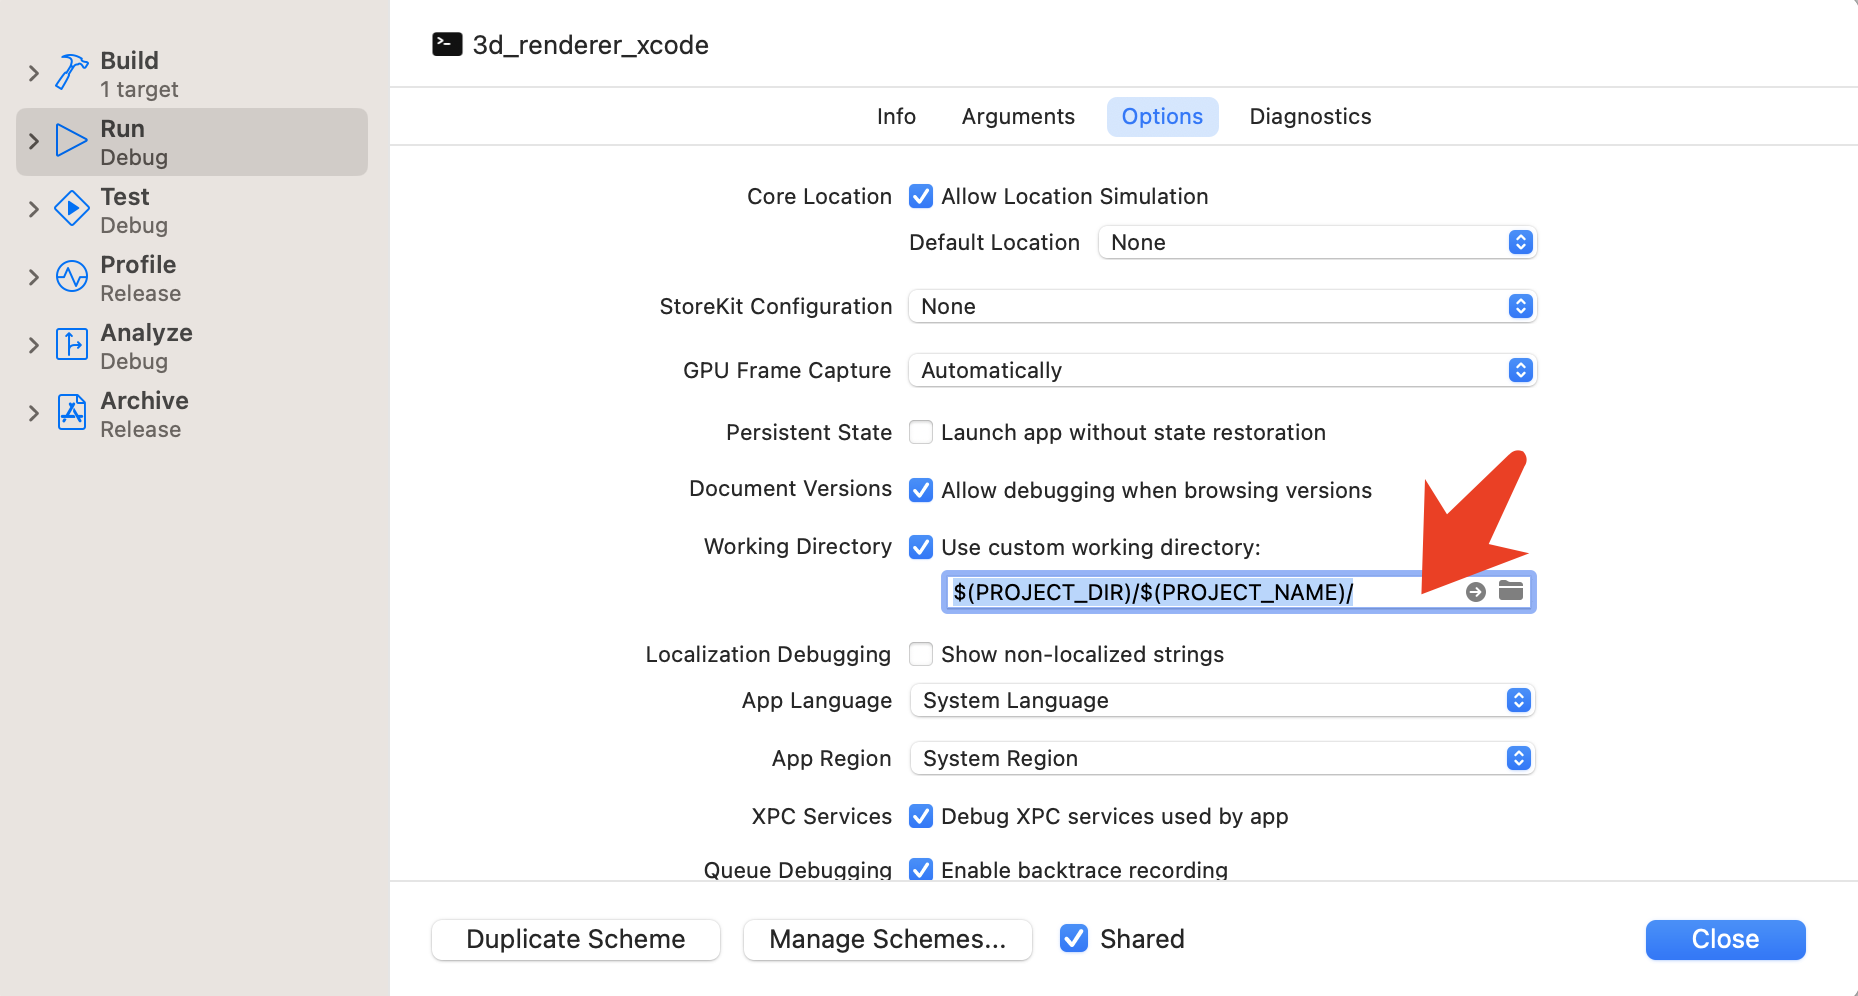 Build
1 target
Run
Debug
Test
Debug
Profile
Release
Analyze
Debug
Archive
Release
3d_renderer_xcode
Info Arguments Options Diagnostics
Core Location Allow Location Simulation
Default Location None
StoreKit Configuration None
GPU Frame Capture Automatically
Persistent State Launch app without state restoration
Document Versions Allow debugging when browsing versions
Working Directory Use custom working directory:
$(PROJECT_DIR)/$(PROJECT_NAME)/
Localization Debugging Show non-localized strings
App Language System Language
App Region System Region
XPC Services Debug XPC services used by app
Queue Debugging Enable backtrace recording
Duplicate Scheme Manage Schemes... Shared Close